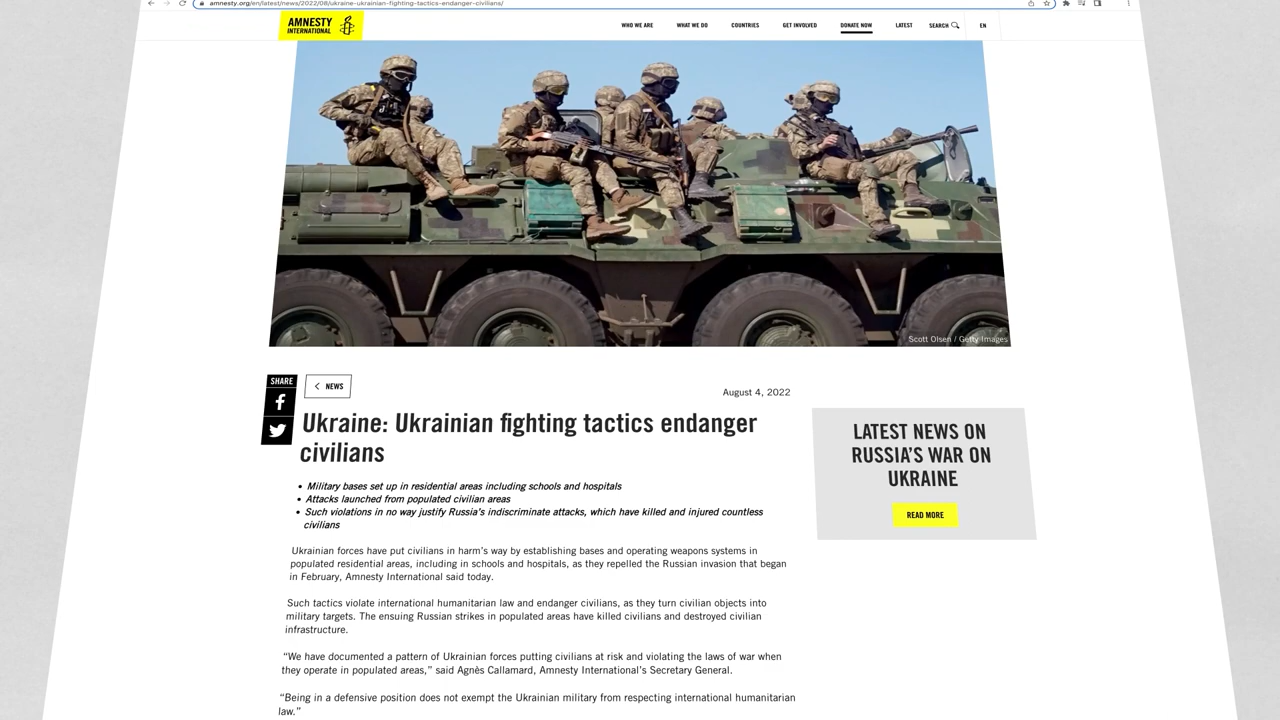 amnesty.org/en/latest/news/2022/08/ukraine-ukrainian-fighting-tactics-endanger-civilians/
AMNESTY
INTERNATIONAL
WHO WE ARE
WHAT WE DO
COUNTRIES
GET INVOLVED
DONATE NOW
LATEST
SEARCH
EN
Scott Olsen / Getty Images
SHARE
NEWS
August 4, 2022
Ukraine: Ukrainian fighting tactics endanger
civilians
• Military bases set up in residential areas including schools and hospitals
• Attacks launched from populated civilian areas
• Such violations in no way justify Russia's indiscriminate attacks, which have killed and injured countless
civilians
Ukrainian forces have put civilians in harm's way by establishing bases and operating weapons systems in
populated residential areas, including in schools and hospitals, as they repelled the Russian invasion that began
in February, Amnesty International said today.
Such tactics violate international humanitarian law and endanger civilians, as they turn civilian objects into
military targets. The ensuing Russian strikes in populated areas have killed civilians and destroyed civilian
infrastructure.
“We have documented a pattern of Ukrainian forces putting civilians at risk and violating the laws of war when
they operate in populated areas,” said Agnès Callamard, Amnesty International's Secretary General.
“Being in a defensive position does not exempt the Ukrainian military from respecting international humanitarian
law.”
LATEST NEWS ON
RUSSIA'S WAR ON
UKRAINE
READ MORE